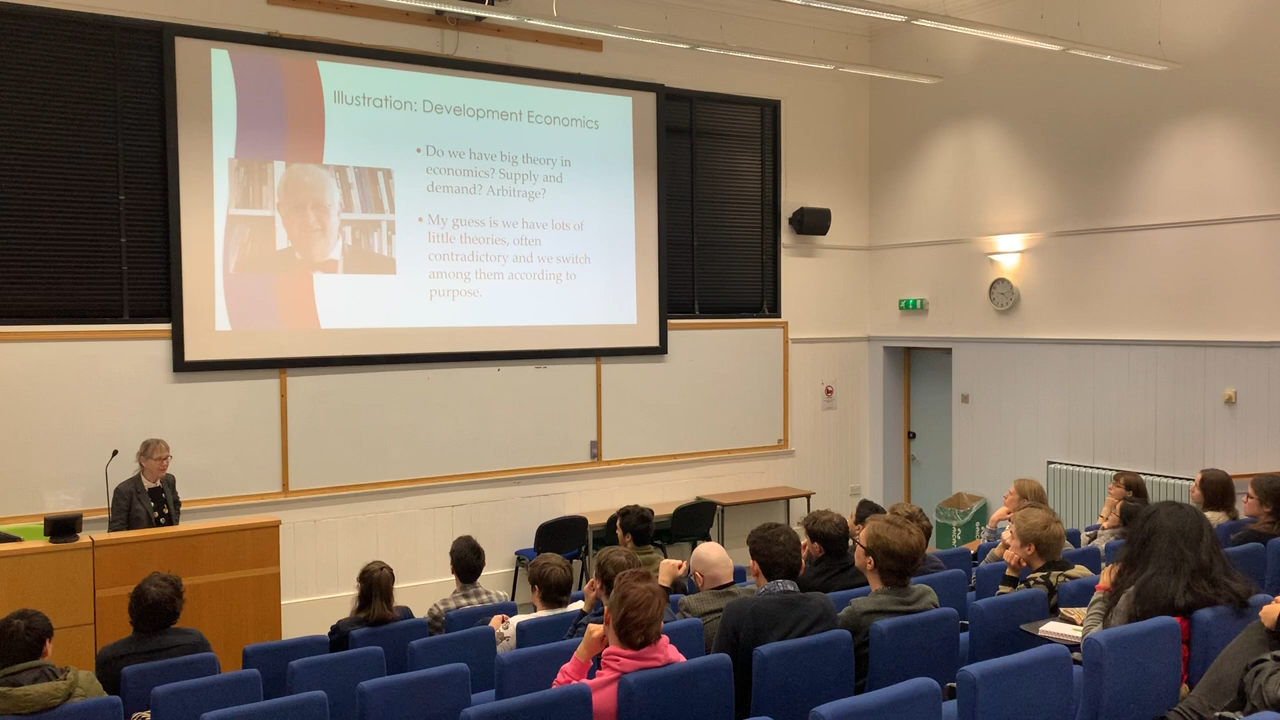 Illustration: Development Economics
• Do we have big theory in
economics? Supply and
demand? Arbitrage?
• My guess is we have lots of
little theories, often
contradictory and we switch
among them according to
purpose.